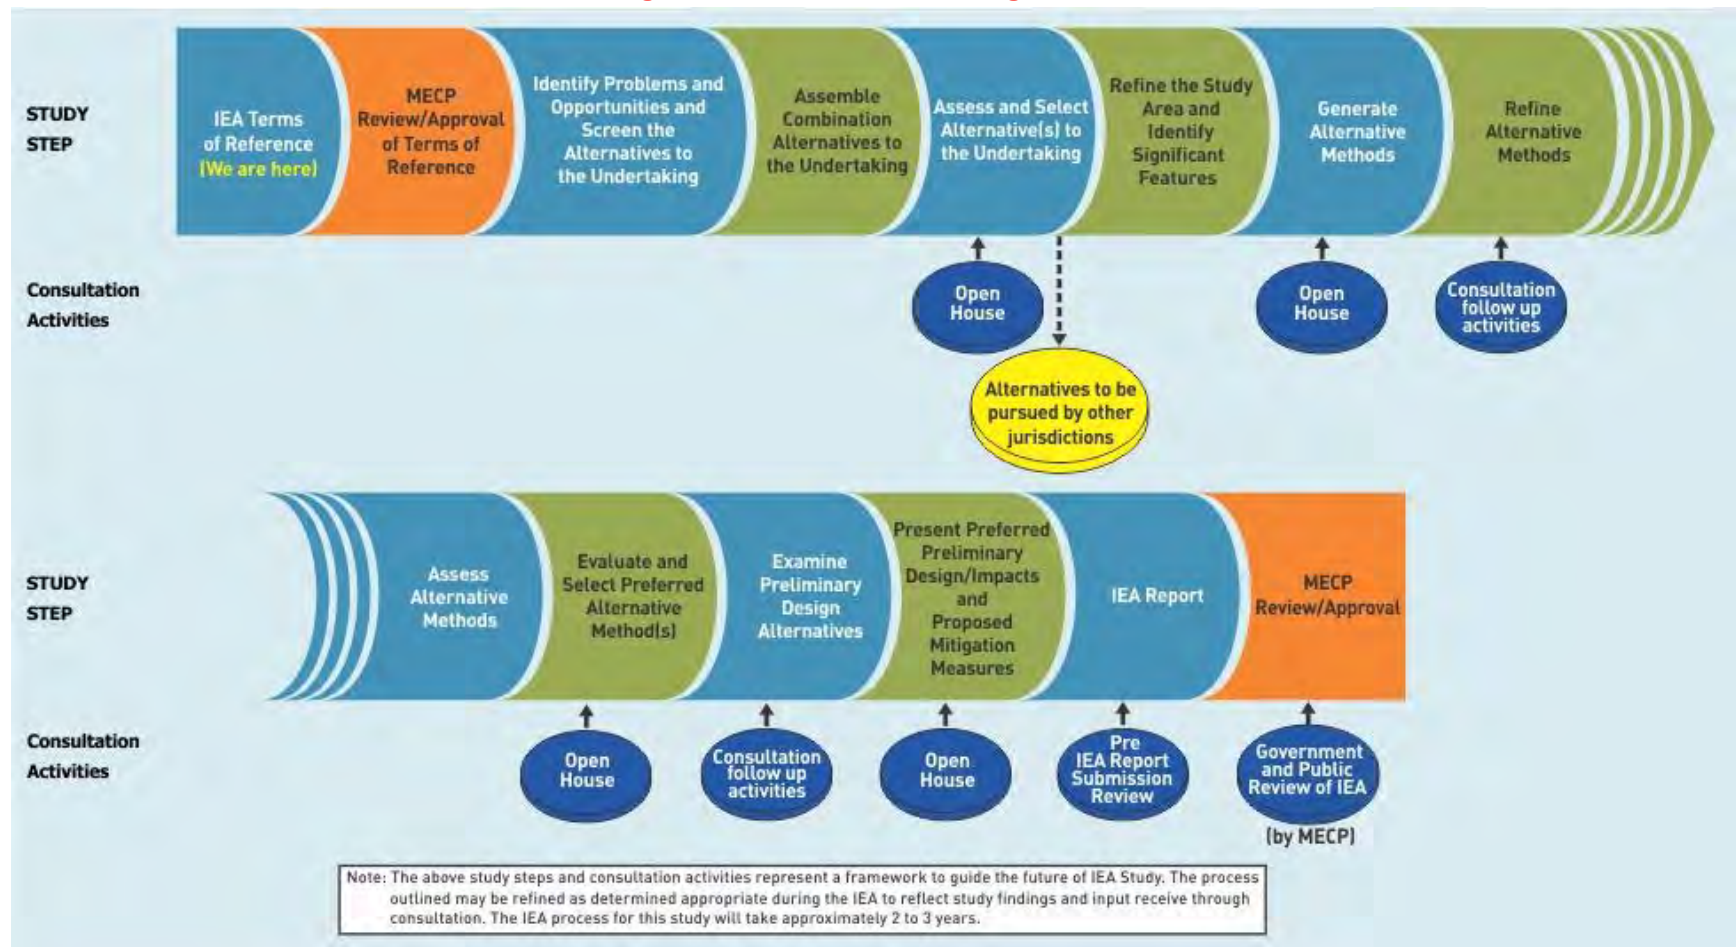 STUDY
STEP
IEA Terms
of Reference
(We are here)
MECP
Review/Approval
of Terms of
Reference
Identify Problems and
Opportunities and
Screen the
Alternatives to
the Undertaking
Assemble
Combination
Alternatives to
the Undertaking
Assess and Select
Alternative(s) to
the Undertaking
Refine the Study
Area and
Identify
Significant
Features
Generate
Alternative
Methods
Refine
Alternative
Methods
Consultation
Activities
Open
House
Open
House
Consultation
follow up
activities
Alternatives to be
pursued by other
jurisdictions
STUDY
STEP
Assess
Alternative
Methods
Evaluate and
Select Preferred
Alternative
Method(s)
Examine
Preliminary
Design
Alternatives
Present Preferred
Preliminary
Design/Impacts
and
Proposed
Mitigation
Measures
IEA Report
MECP
Review/Approval
Consultation
Activities
Open
House
Consultation
follow up
activities
Open
House
Pre
IEA Report
Submission
Review
Government
and Public
Review of IEA
(by MECP)
Note: The above study steps and consultation activities represent a framework to guide the future of IEA Study. The process
outlined may be refined as determined appropriate during the IEA to reflect study findings and input receive through
consultation. The IEA process for this study will take approximately 2 to 3 years.